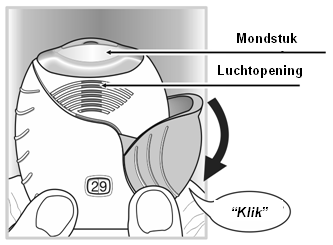 Mondstuk
Luchtopening
29
“Klik”